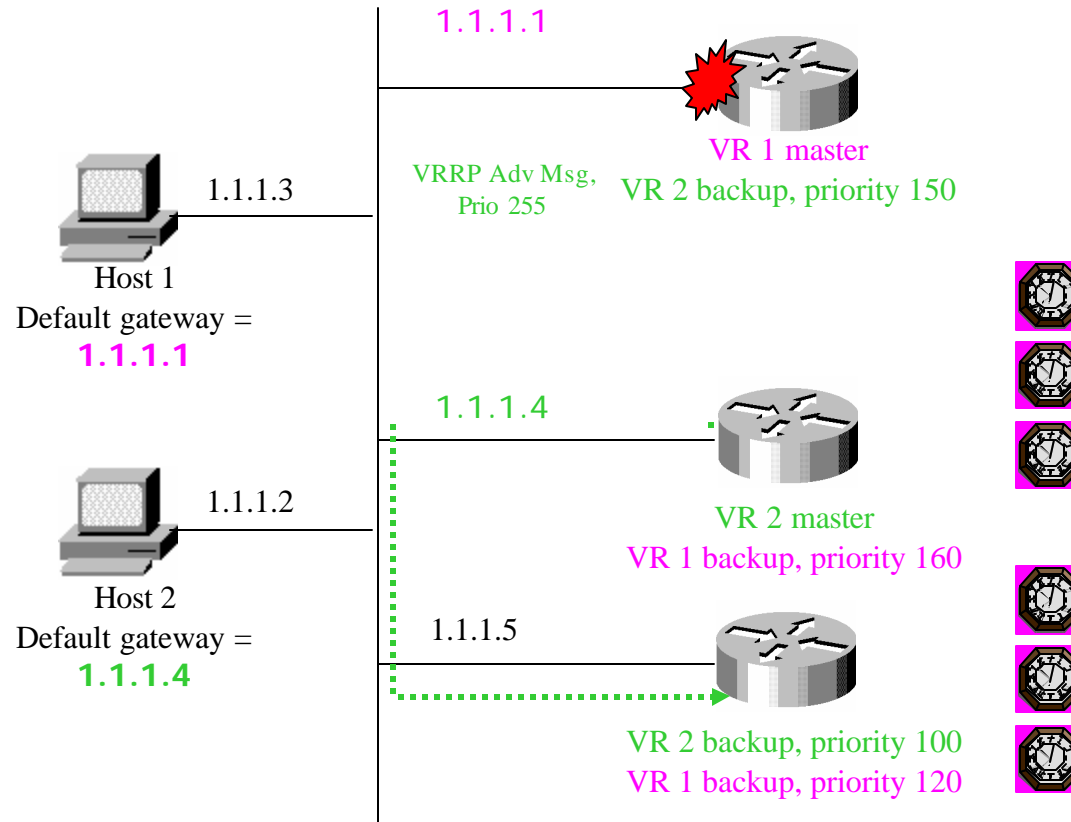 1.1.1.1
VR 1 master
VRRP Adv Msg,
Prio 255
VR 2 backup, priority 150
1.1.1.3
Host 1
Default gateway =
1.1.1.1
1.1.1.4
VR 2 master
VR 1 backup, priority 160
1.1.1.2
Host 2
Default gateway =
1.1.1.4
1.1.1.5
VR 2 backup, priority 100
VR 1 backup, priority 120